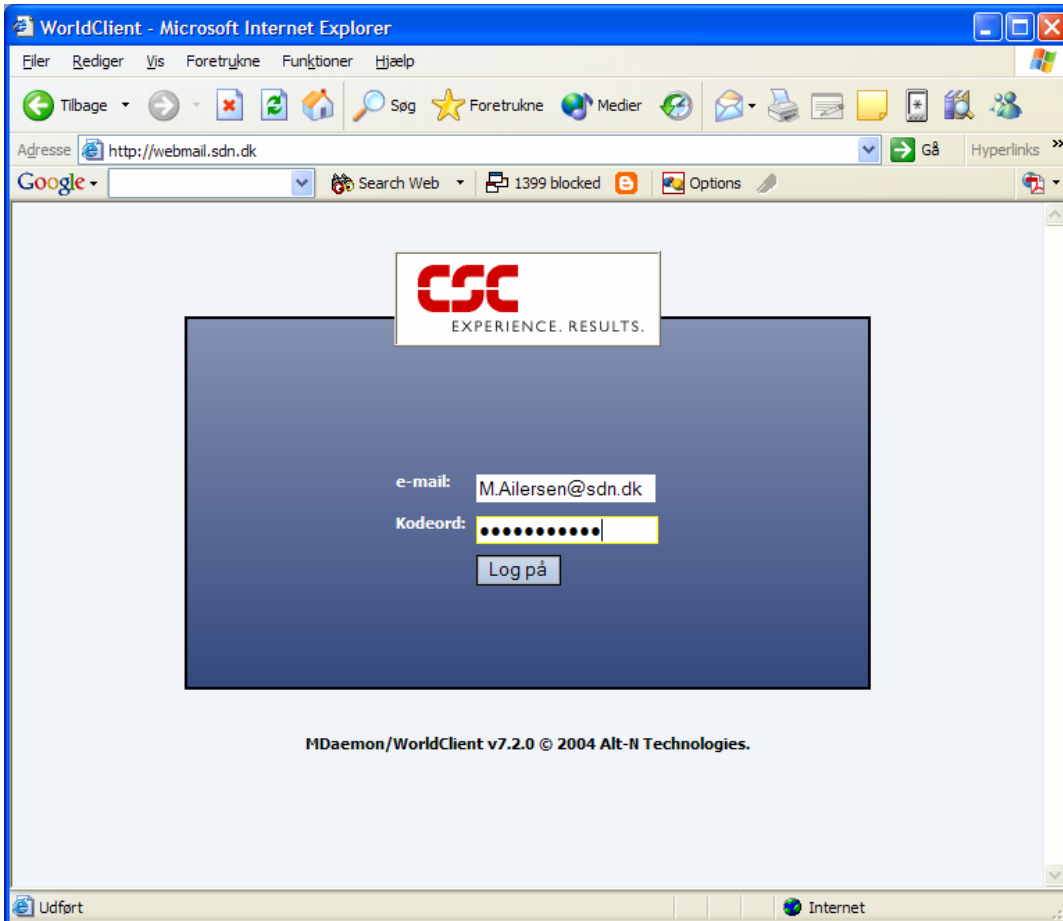 WorldClient - Microsoft Internet Explorer
Filer Rediger Vis Foretrukne Funktioner Hjælp
Tilbage Søg Foretrukne Medier
Adresse http://webmail.sdn.dk Gå Hyperlinks »
Google Search Web 1399 blocked Options
CSC
EXPERIENCE. RESULTS.
e-mail: M.Ailersen@sdn.dk
Kodeord: ●●●●●●●●●●●
Log på
MDaemon/WorldClient v7.2.0 © 2004 Alt-N Technologies.
Udført Internet